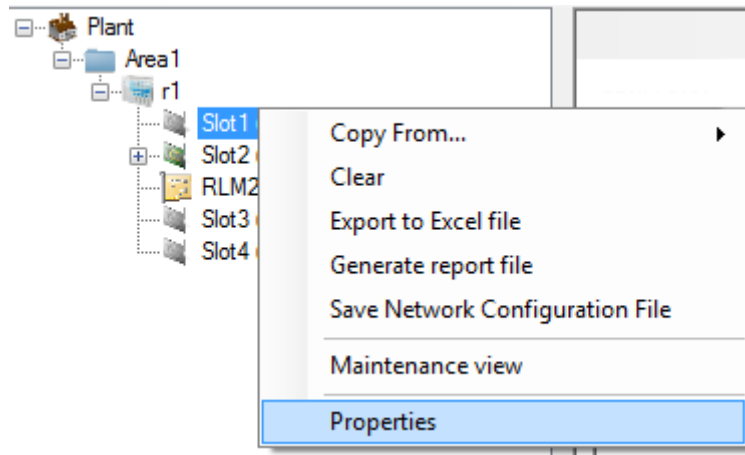 Plant
Area1
r1
Slot1
Slot2
RLM2
Slot3
Slot4
Copy From...
Clear
Export to Excel file
Generate report file
Save Network Configuration File
Maintenance view
Properties